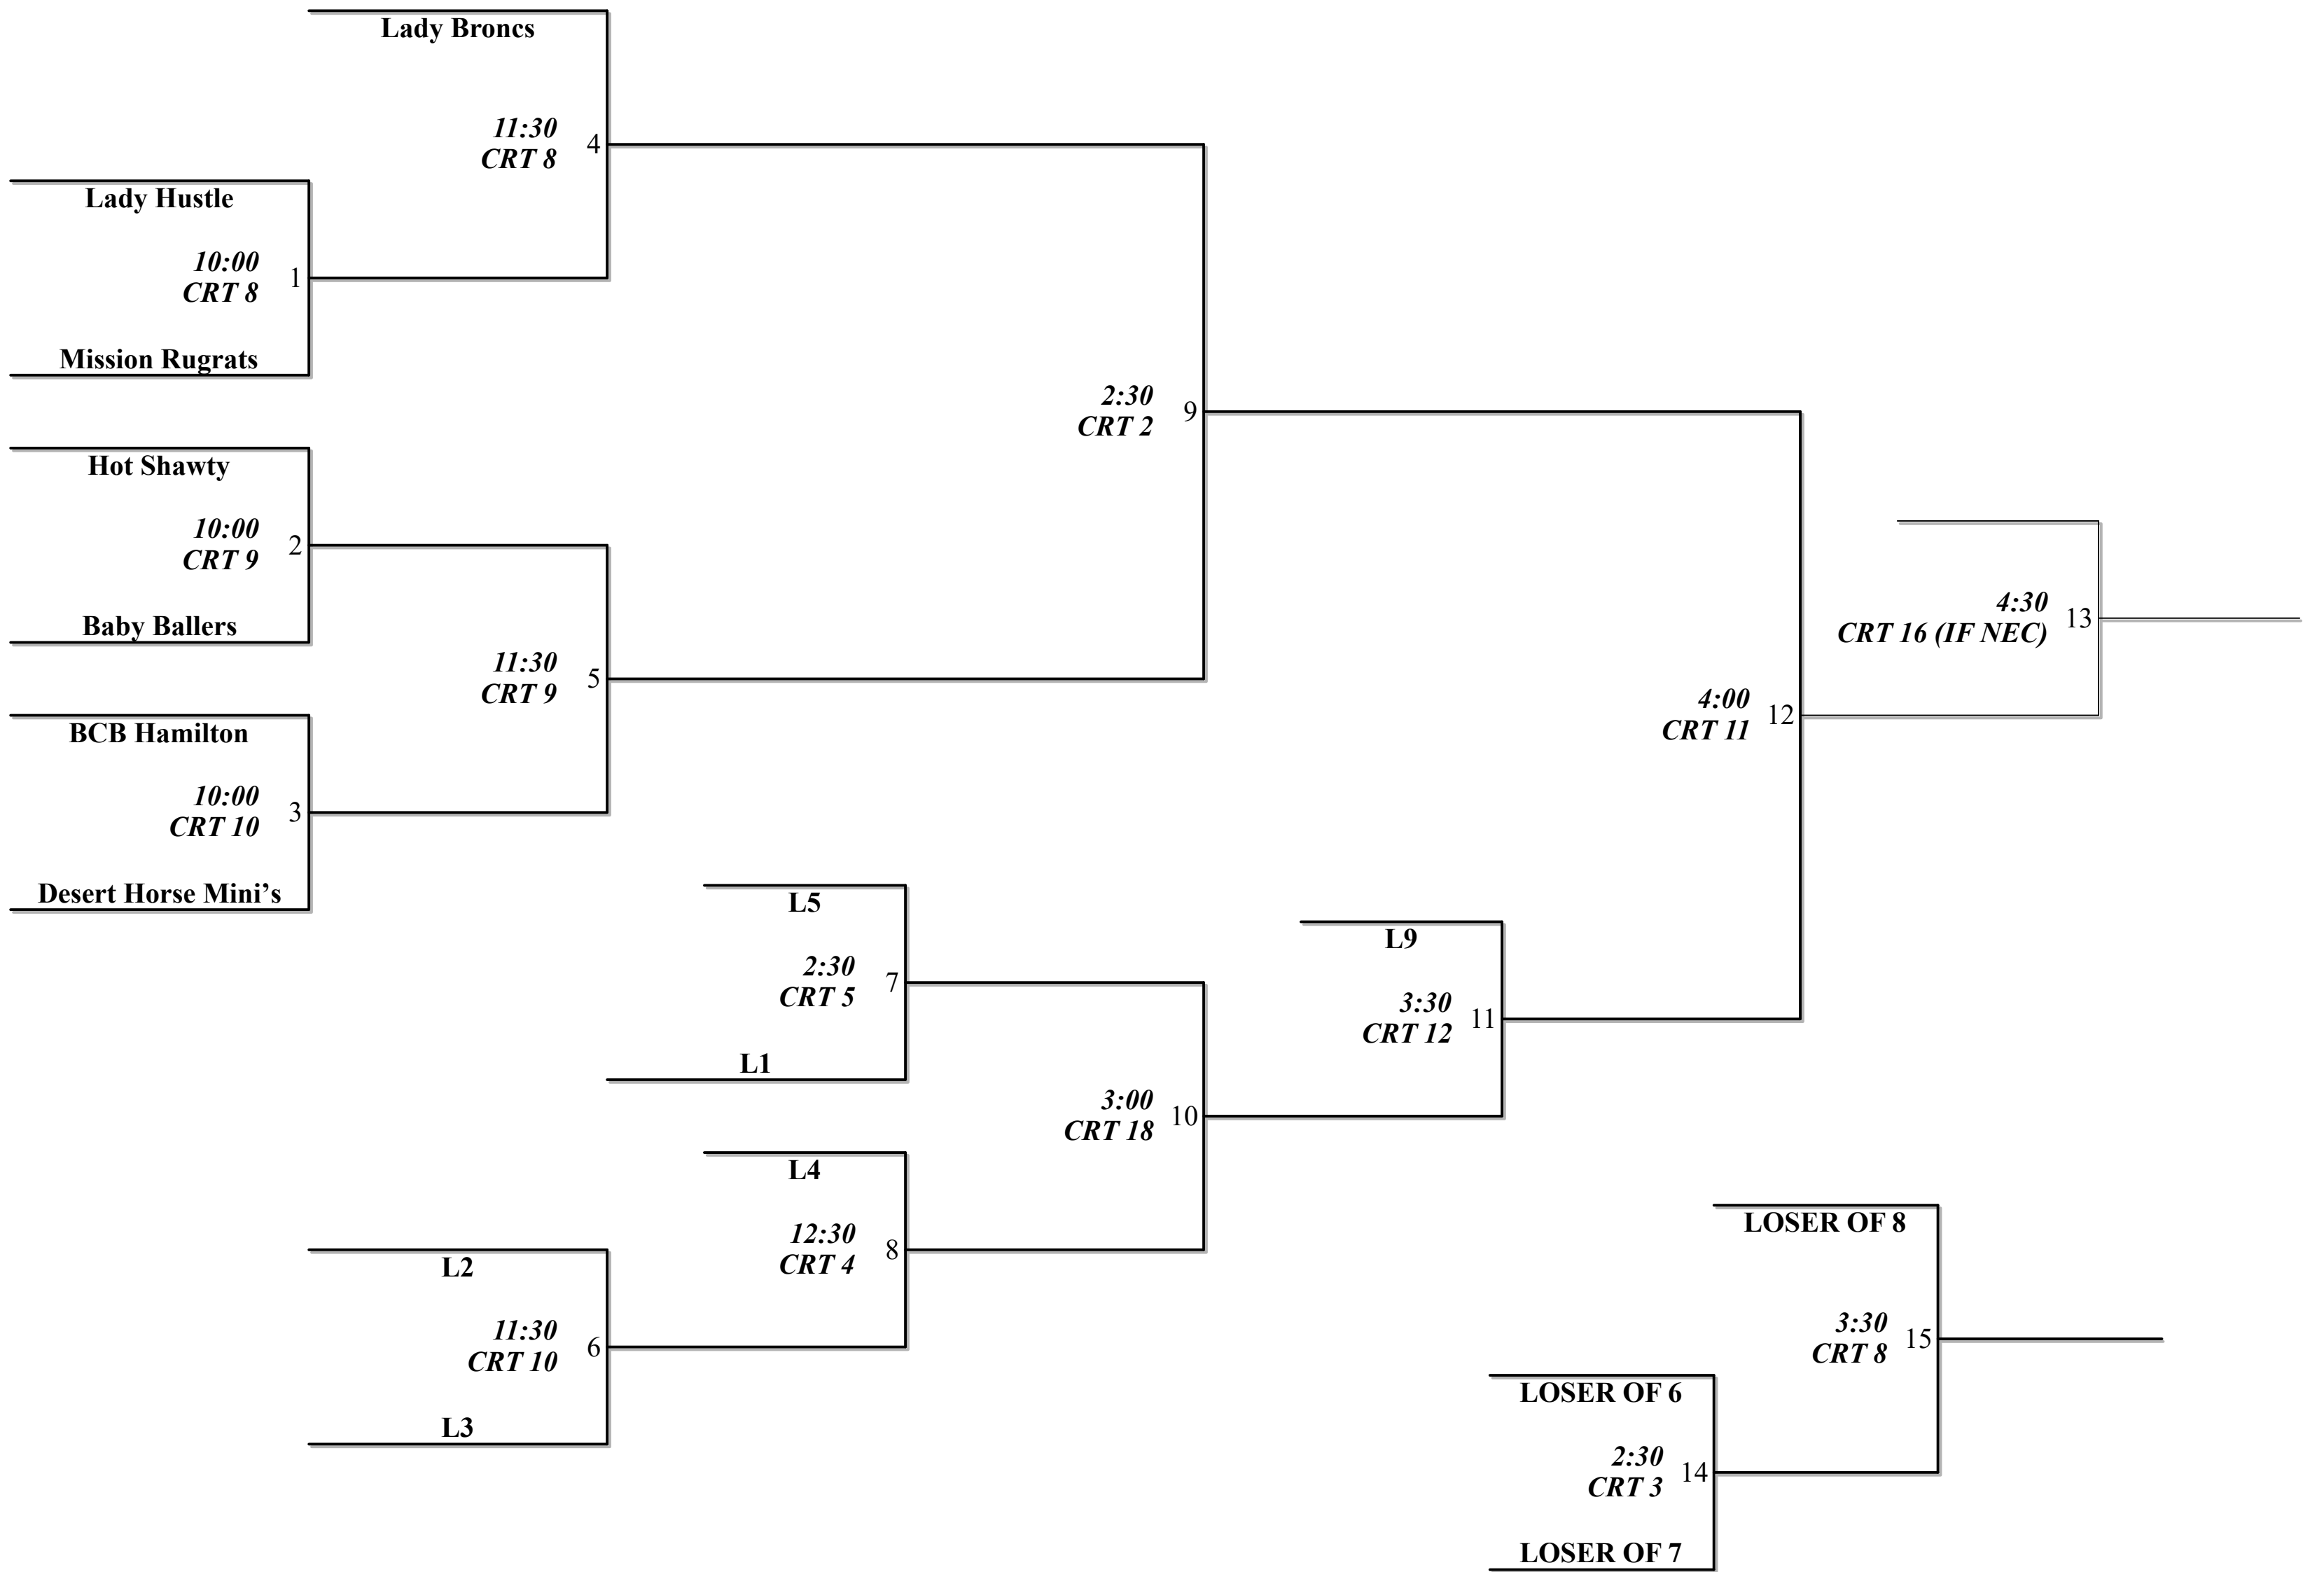 Lady Broncs
11:30
CRT 8
4
Lady Hustle
10:00
CRT 8
1
Mission Rugrats
2:30
CRT 2
9
Hot Shawty
10:00
CRT 9
2
Baby Ballers
11:30
CRT 9
5
4:30
CRT 16 (IF NEC)
13
4:00
CRT 11
12
BCB Hamilton
10:00
CRT 10
3
Desert Horse Mini’s
L5
2:30
CRT 5
7
L1
L9
3:30
CRT 12
11
3:00
CRT 18
10
L4
12:30
CRT 4
8
L2
11:30
CRT 10
6
L3
LOSER OF 8
3:30
CRT 8
15
LOSER OF 6
2:30
CRT 3
14
LOSER OF 7